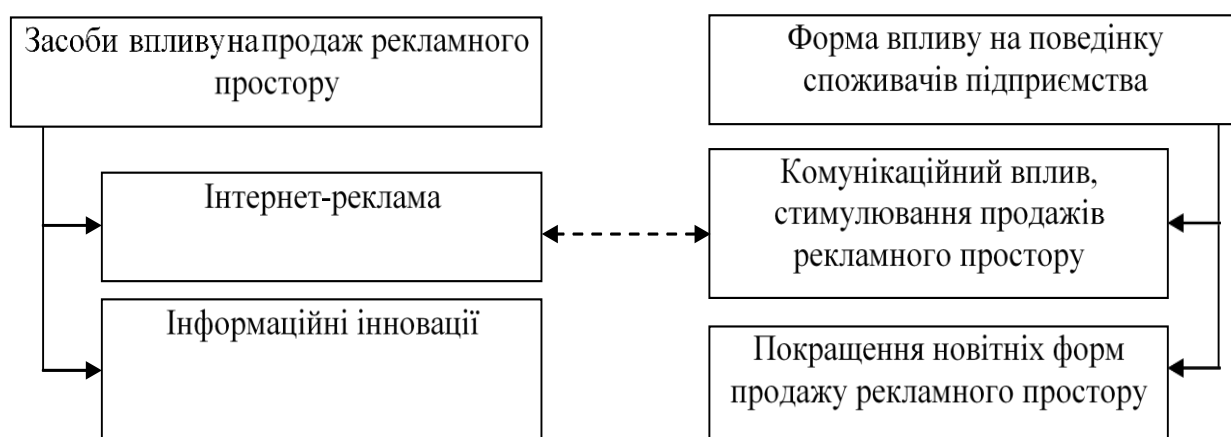 Засоби впливу на продаж рекламного
простору
Інтернет-реклама
Інформаційні інновації
Форма впливу на поведінку
споживачів підприємства
Комунікаційний вплив,
стимулювання продажів
рекламного простору
Покращення новітніх форм
продажу рекламного простору